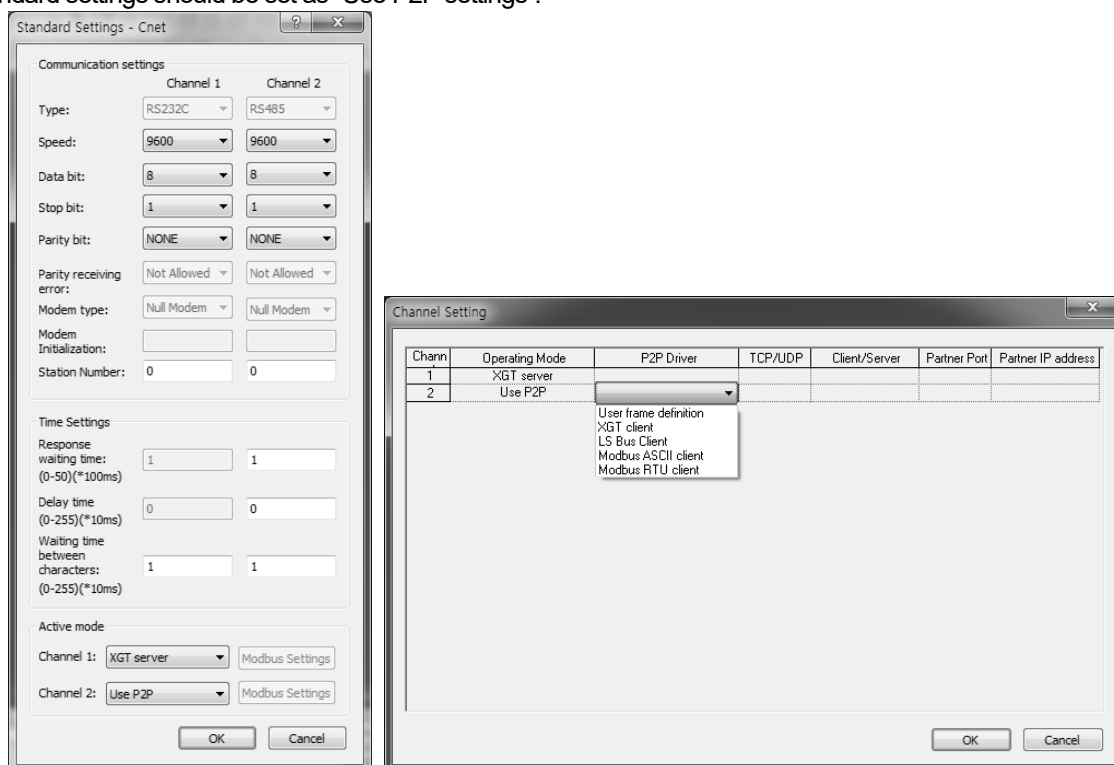 ndard settings should be set as "Use P2P settings".
Standard Settings - Cnet
Communication settings
Channel 1 Channel 2
Type: RS232C RS485
Speed: 9600 9600
Data bit: 8 8
Stop bit: 1 1
Parity bit: NONE NONE
Parity receiving error: Not Allowed Not Allowed
Modem type: Null Modem Null Modem
Modem
Initialization:
Station Number: 0 0
Time Settings
Response
waiting time: 1 1
(0-50)(*100ms)
Delay time 0 0
(0-255)(*10ms)
Waiting time
between
characters: 1 1
(0-255)(*10ms)
Active mode
Channel 1: XGT server Modbus Settings
Channel 2: Use P2P Modbus Settings
OK Cancel
Channel Setting
Chann Operating Mode P2P Driver TCP/UDP Client/Server Partner Port Partner IP address
1 XGT server
2 Use P2P
User frame definition
XGT client
LS Bus Client
Modbus ASCII client
Modbus RTU client
OK Cancel